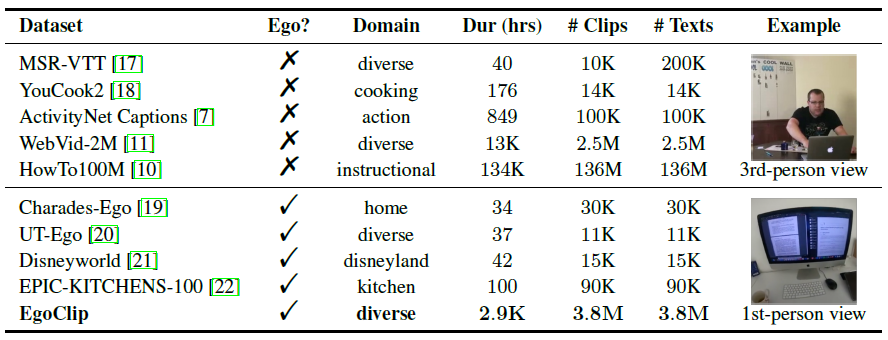 Dataset Ego? Domain Dur (hrs) # Clips # Texts Example
MSR-VTT [17] ✗ diverse 40 10K 200K
YouCook2 [18] ✗ cooking 176 14K 14K
ActivityNet Captions [7] ✗ action 849 100K 100K
WebVid-2M [11] ✗ diverse 13K 2.5M 2.5M
HowTo100M [10] ✗ instructional 134K 136M 136M 3rd-person view
Charades-Ego [19] ✓ home 34 30K 30K
UT-Ego [20] ✓ diverse 37 11K 11K
Disneyworld [21] ✓ disneyland 42 15K 15K
EPIC-KITCHENS-100 [22] ✓ kitchen 100 90K 90K
EgoClip ✓ diverse 2.9K 3.8M 3.8M 1st-person view
COOL WALL